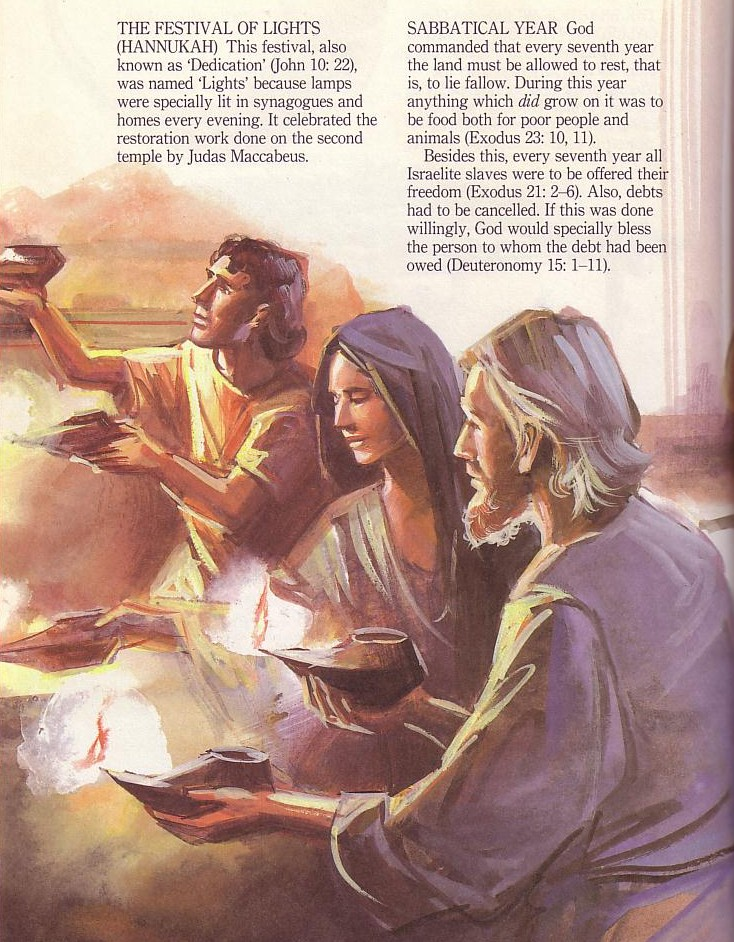 THE FESTIVAL OF LIGHTS
(HANNUKAH) This festival, also
known as ‘Dedication’ (John 10: 22),
was named ‘Lights’ because lamps
were specially lit in synagogues and
homes every evening. It celebrated the
restoration work done on the second
temple by Judas Maccabeus.
SABBATICAL YEAR God
commanded that every seventh year
the land must be allowed to rest, that
is, to lie fallow. During this year
anything which did grow on it was to
be food both for poor people and
animals (Exodus 23: 10, 11).
Besides this, every seventh year all
Israelite slaves were to be offered their
freedom (Exodus 21: 2–6). Also, debts
had to be cancelled. If this was done
willingly, God would specially bless
the person to whom the debt had been
owed (Deuteronomy 15: 1–11).